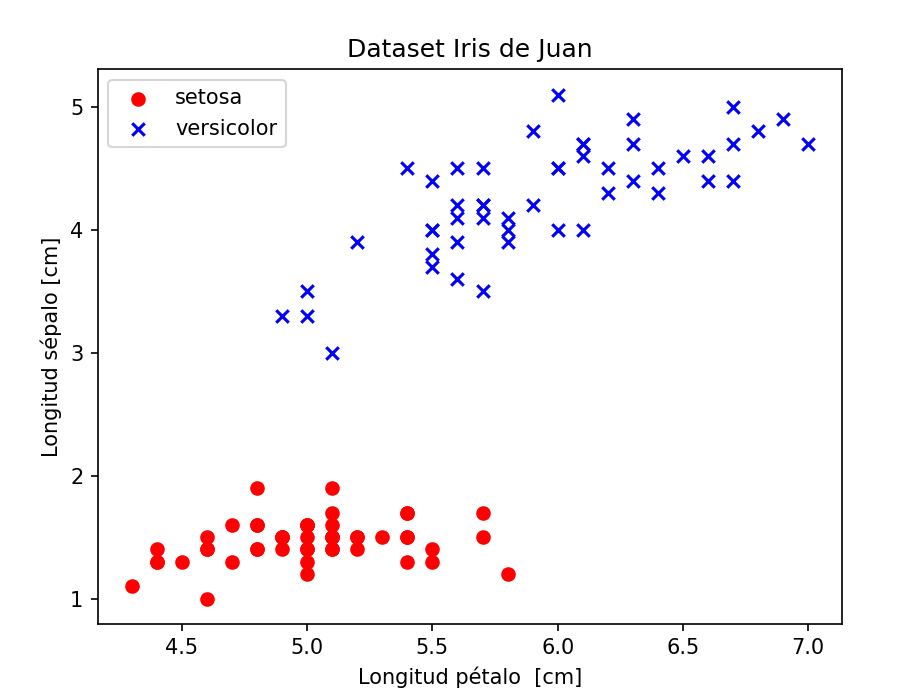 Dataset Iris de Juan
setosa
versicolor
5
4
3
2
1
Longitud sépalo [cm]
4.5 5.0 5.5 6.0 6.5 7.0
Longitud pétalo  [cm]